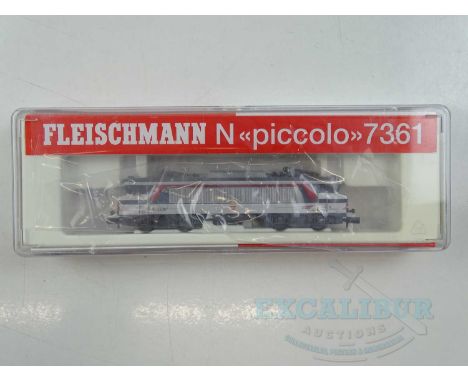 FLEISCHMANN N «piccolo» 7361
EXCALIBUR
AUCTIONS